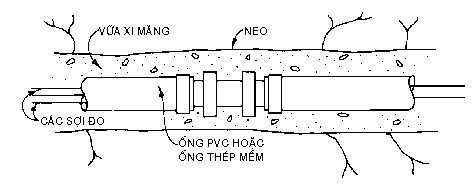 VỮA XI MĂNG
NEO
CÁC SỢI ĐO
ỐNG PVC HOẶC
ỐNG THÉP MỀM